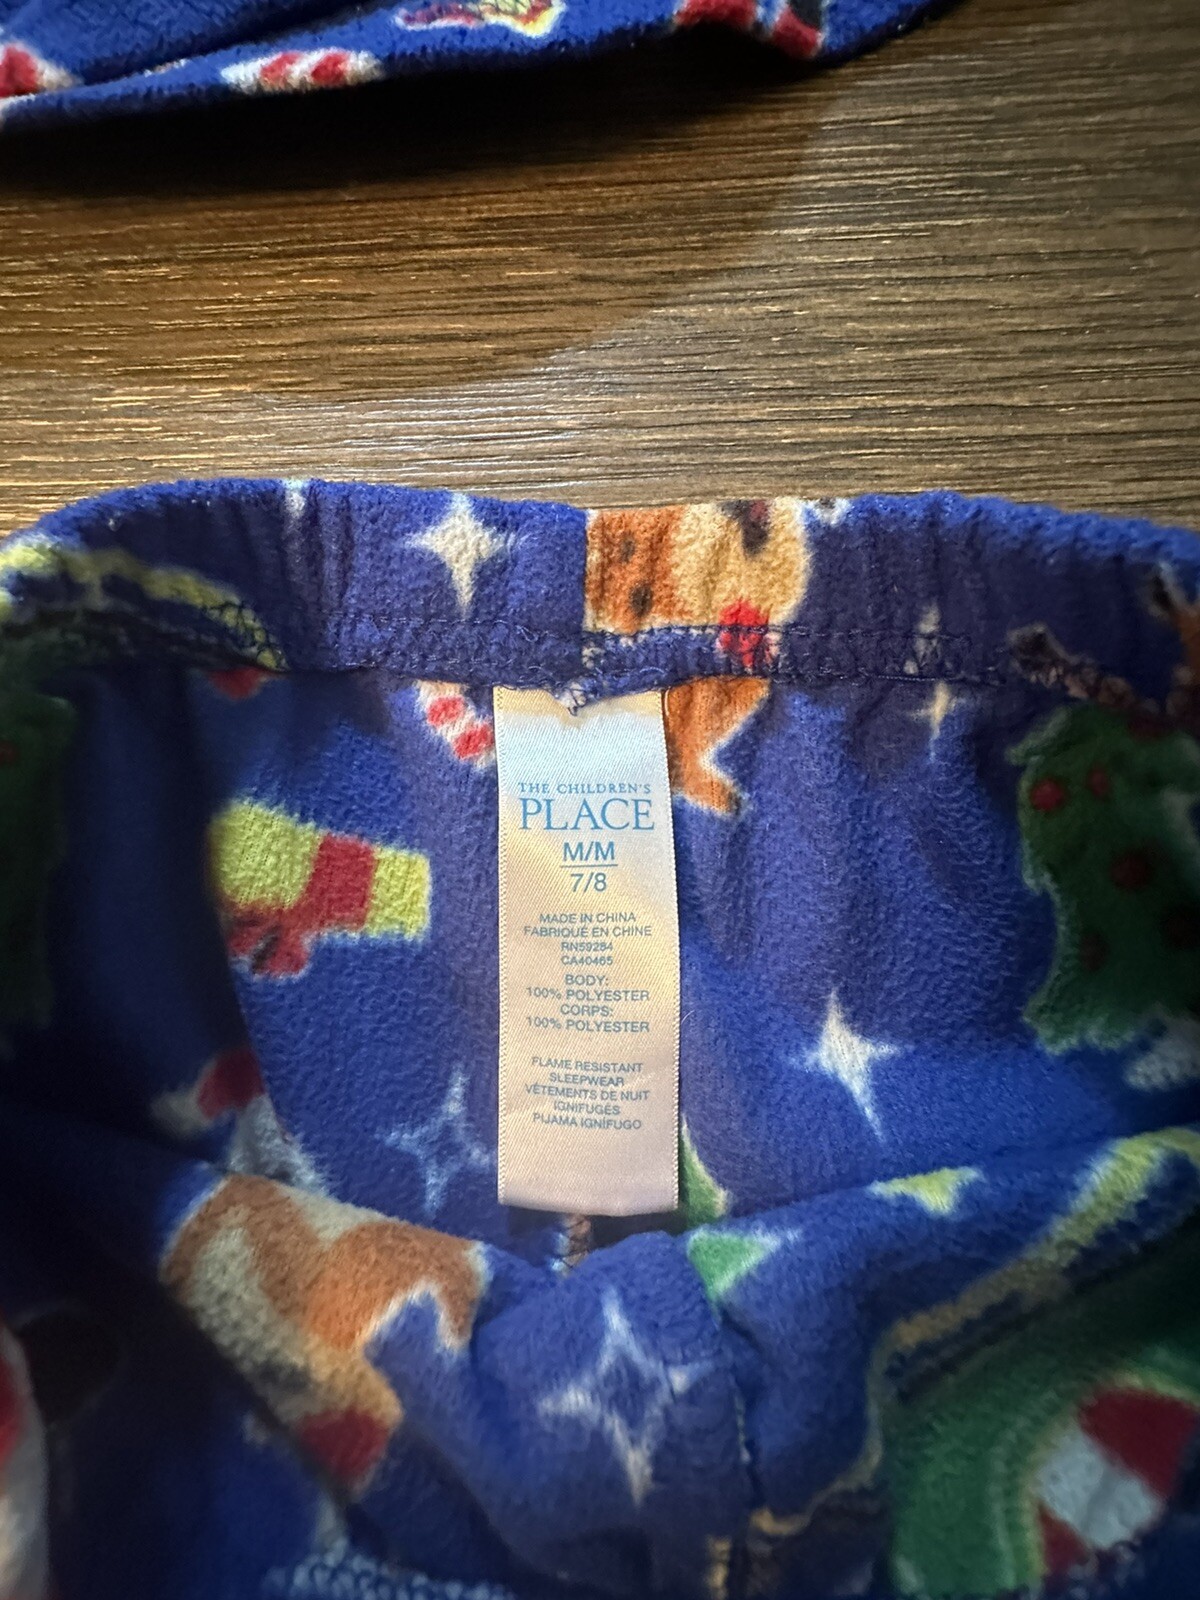 THE CHILDREN'S
PLACE
M/M
7/8
MADE IN CHINA
FABRIQUÉ EN CHINE
RN59284
CA40465
BODY:
100% POLYESTER
CORPS:
100% POLYESTER
FLAME RESISTANT
SLEEPWEAR
VÊTEMENTS DE NUIT
IGNIFUGÉS
PIJAMA IGNÍFUGO